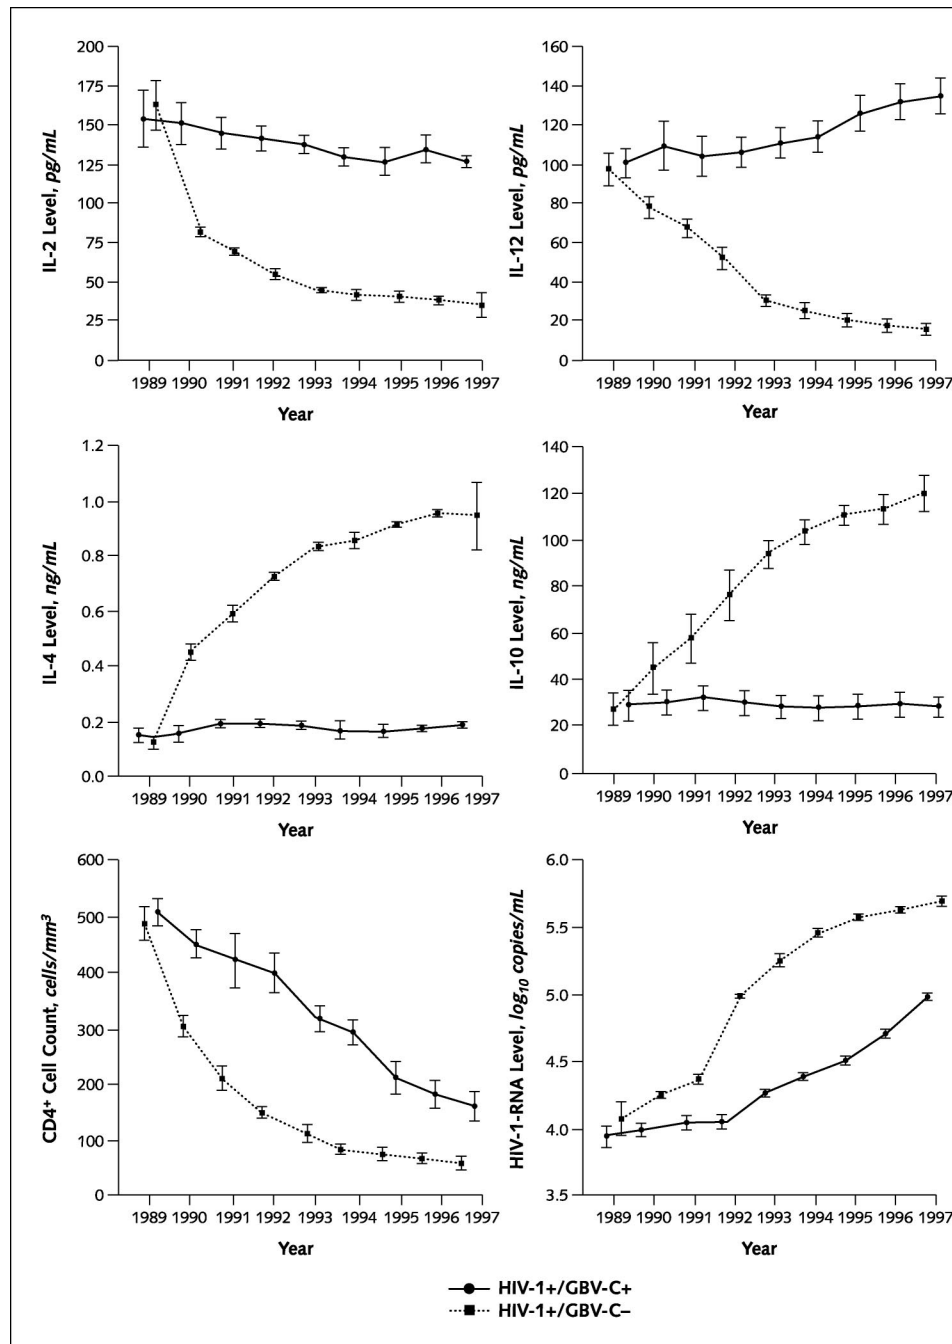 200
175
150
125
100
75
50
25
0
IL-2 Level, pg/mL
1989 1990 1991 1992 1993 1994 1995 1996 1997
Year
160
140
120
100
80
60
40
20
0
IL-12 Level, pg/mL
1989 1990 1991 1992 1993 1994 1995 1996 1997
Year
1.2
1.0
0.8
0.6
0.4
0.2
0.0
IL-4 Level, ng/mL
1989 1990 1991 1992 1993 1994 1995 1996 1997
Year
140
120
100
80
60
40
20
0
IL-10 Level, ng/mL
1989 1990 1991 1992 1993 1994 1995 1996 1997
Year
600
500
400
300
200
100
0
CD4⁺ Cell Count, cells/mm³
1989 1990 1991 1992 1993 1994 1995 1996 1997
Year
6.0
5.5
5.0
4.5
4.0
3.5
HIV-1-RNA Level, log₁₀ copies/mL
1989 1990 1991 1992 1993 1994 1995 1996 1997
Year
HIV-1+/GBV-C+
HIV-1+/GBV-C–